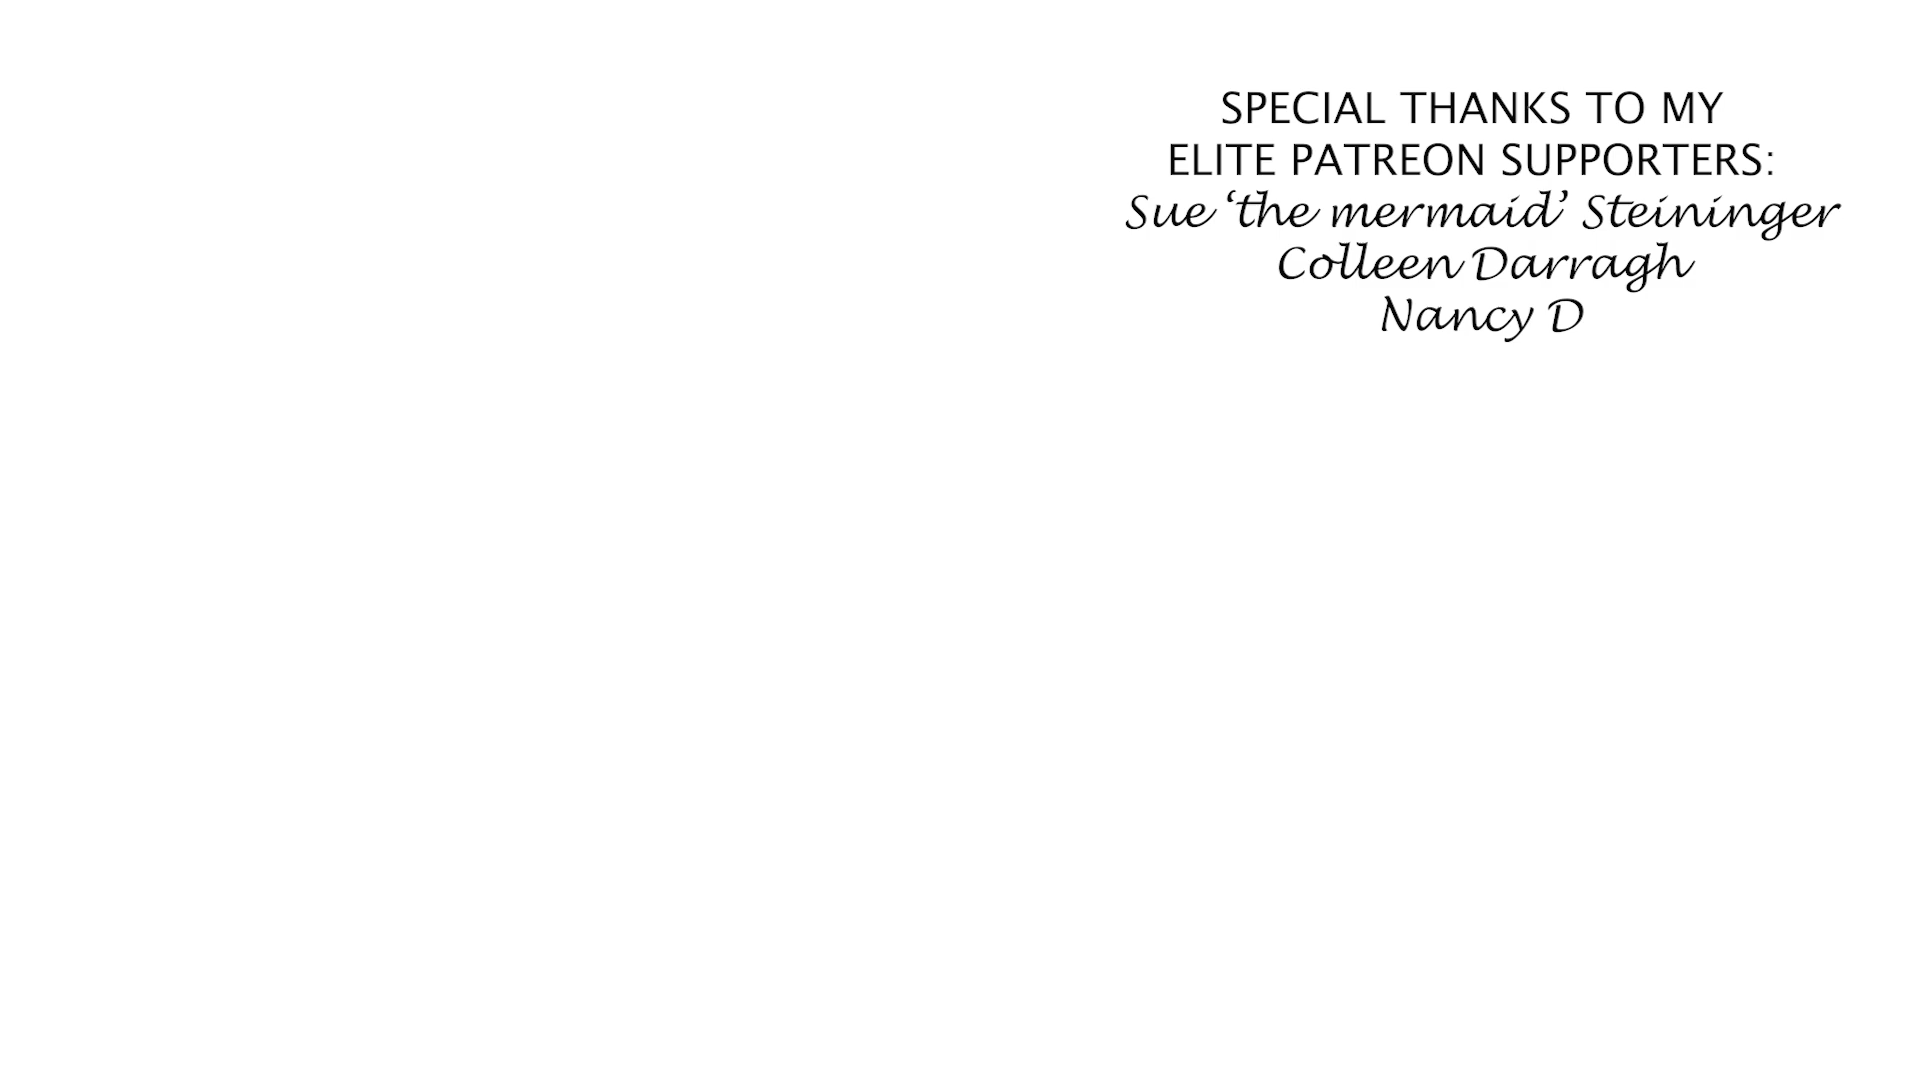 SPECIAL THANKS TO MY
ELITE PATREON SUPPORTERS:
Sue ‘the mermaid’ Steininger
Colleen Darragh
Nancy D